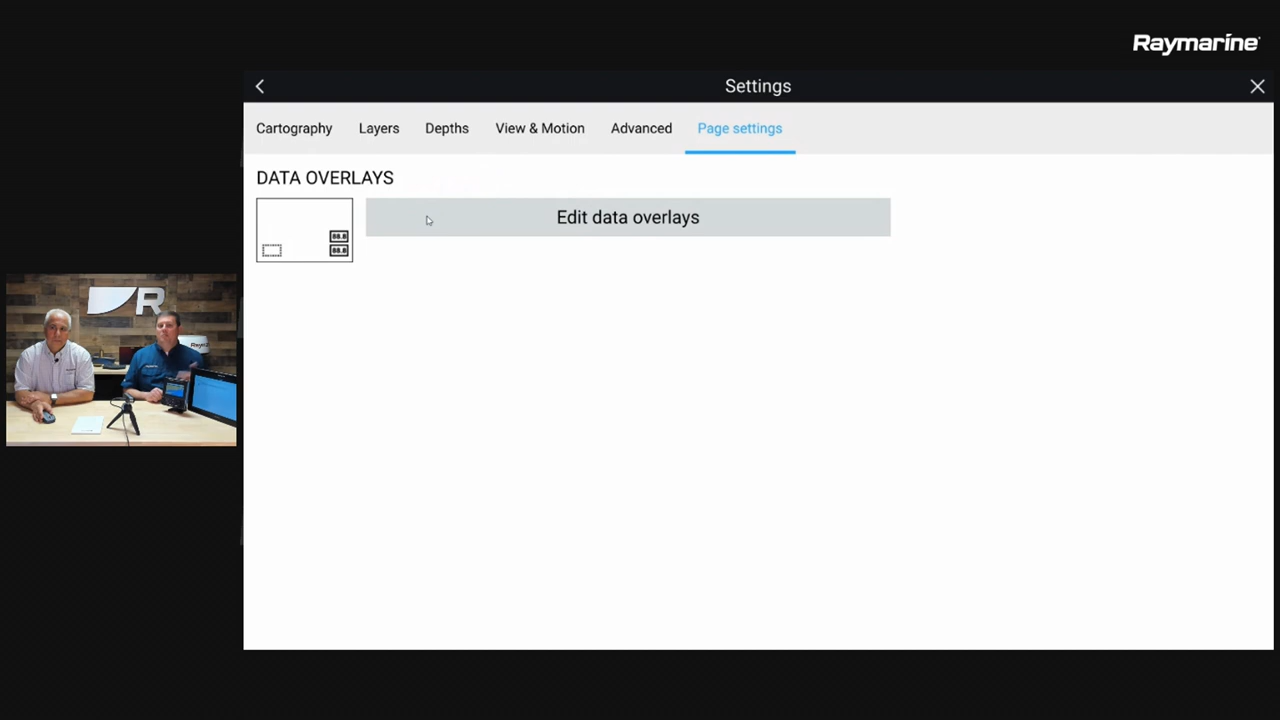 Raymarine
Settings
Cartography Layers Depths View & Motion Advanced Page settings
DATA OVERLAYS
Edit data overlays
R